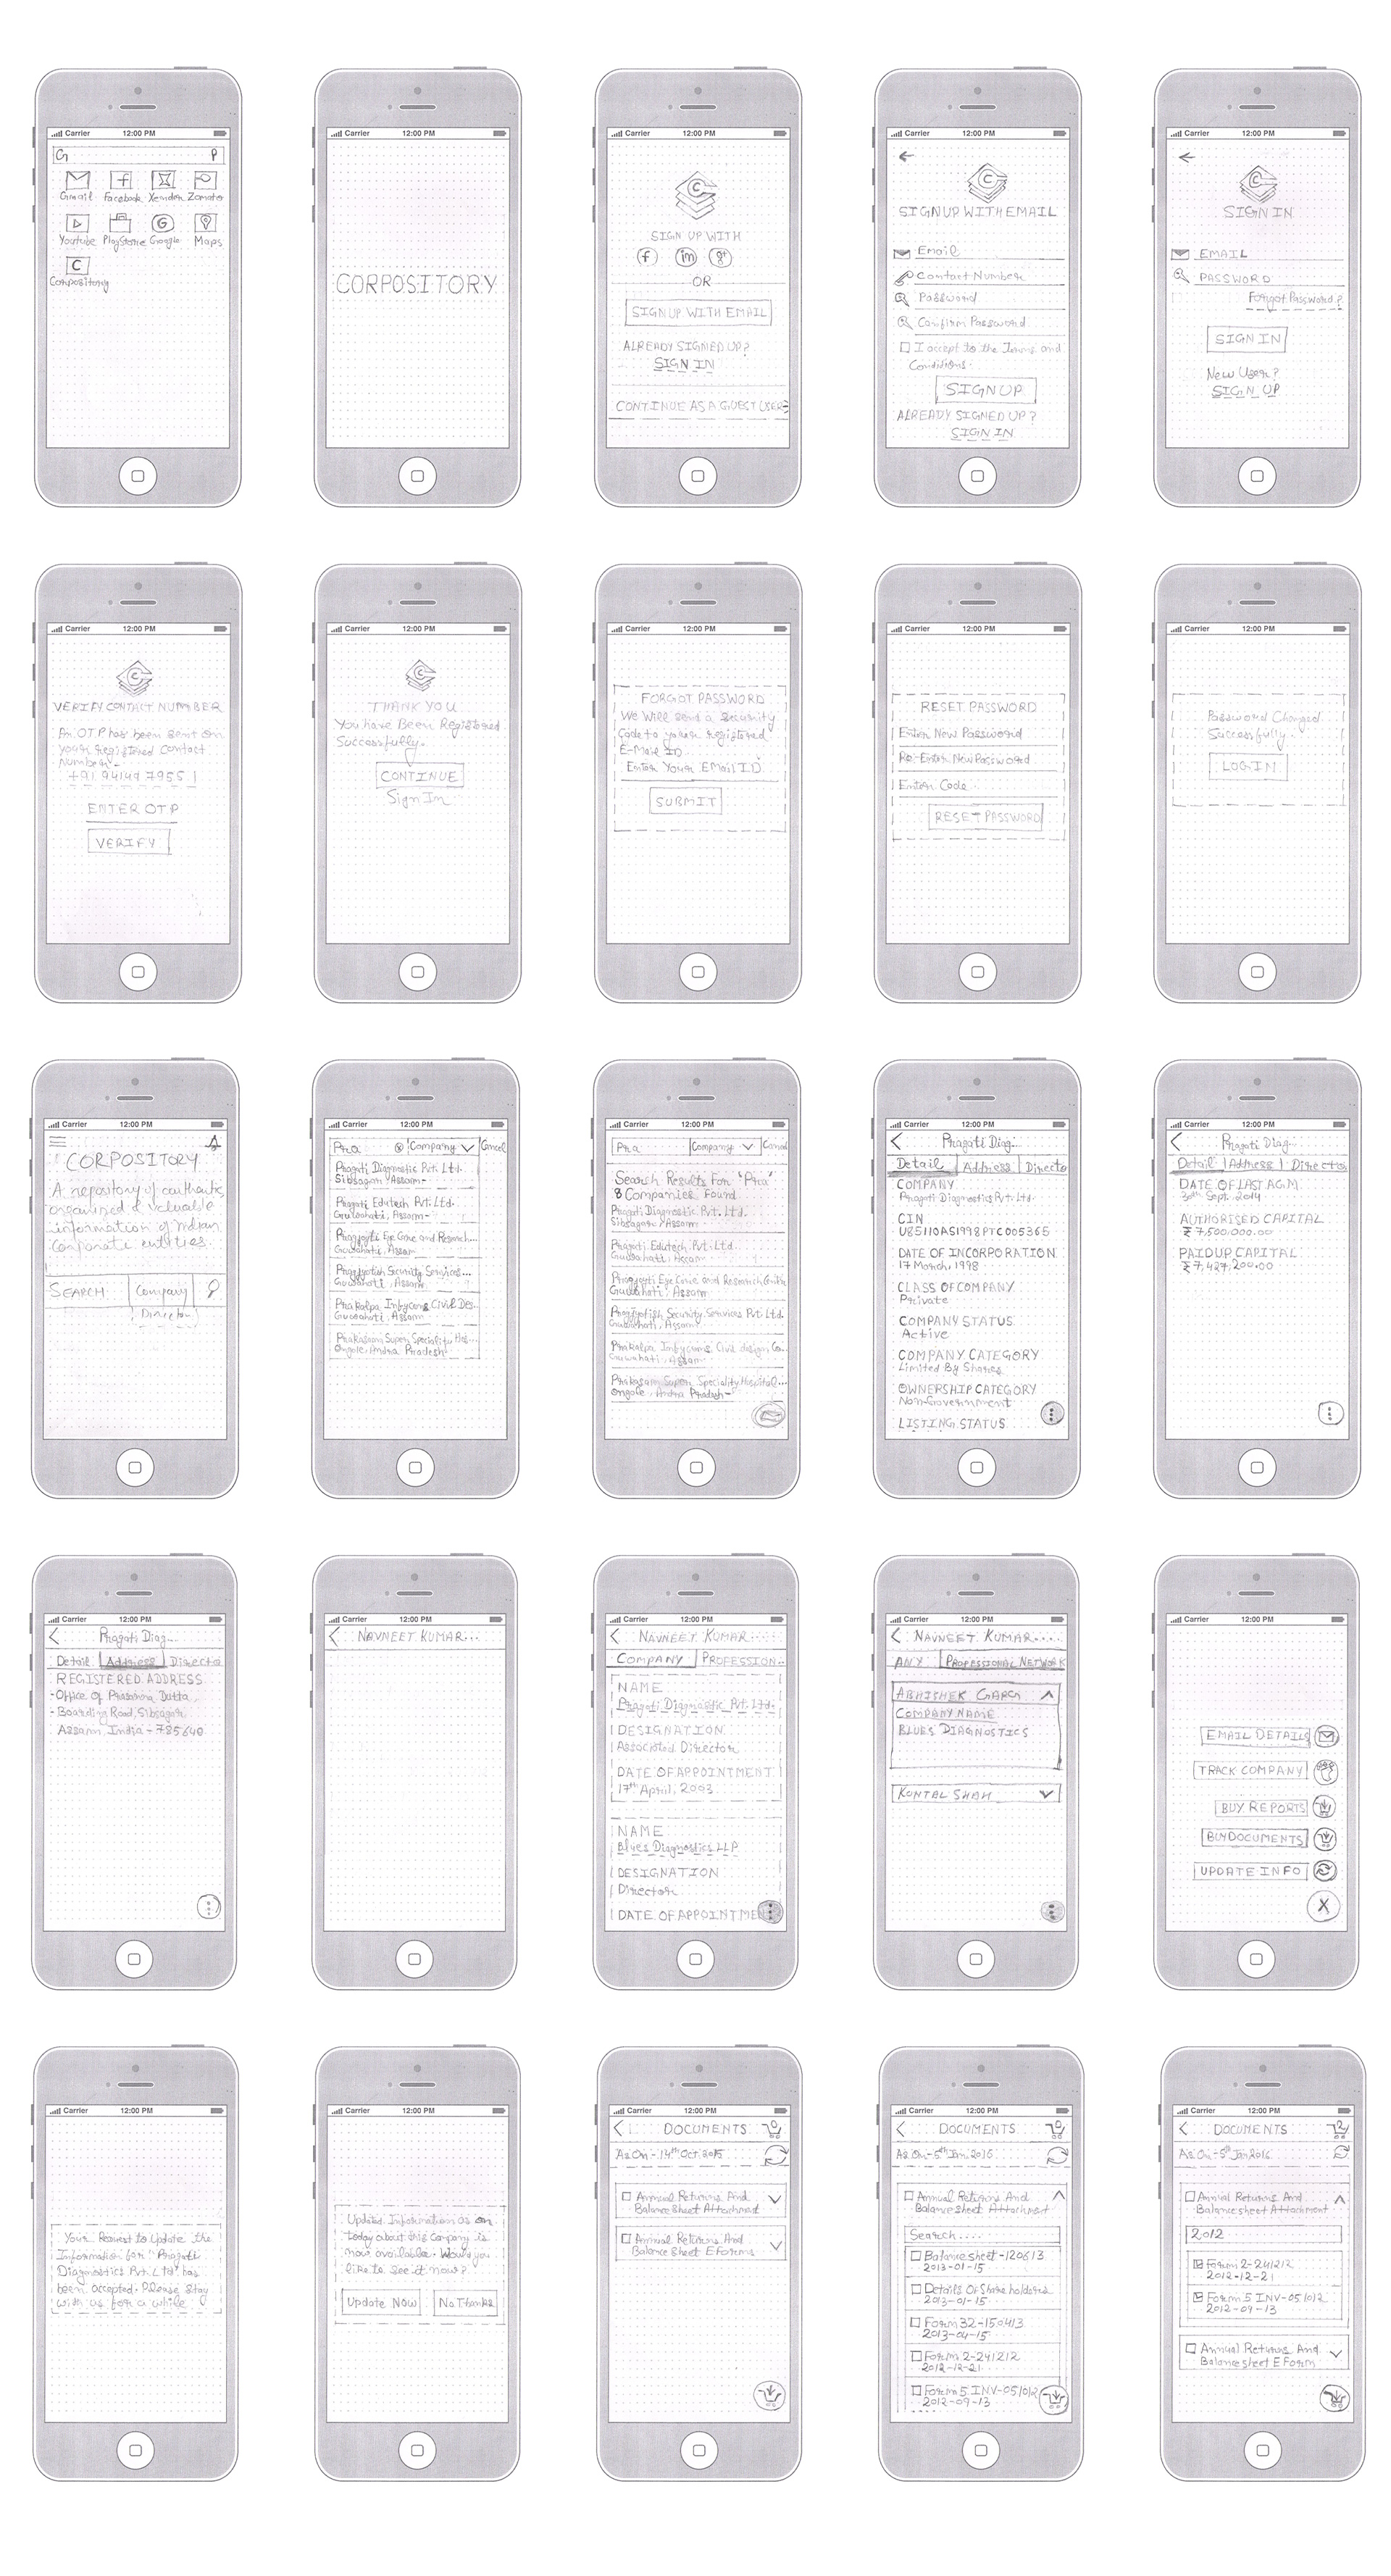 Carrier 12:00 PM
G
Gmail Facebook Xender Zomato
Youtube PlayStore Google Maps
C
Corpository
Carrier 12:00 PM
CORPOSITORY
Carrier 12:00 PM
C
SIGN UP WITH
f in g+
OR
SIGNUP WITH EMAIL
ALREADY SIGNED UP?
SIGN IN
CONTINUE AS A GUEST USER?
Carrier 12:00 PM
C
SIGNUP WITH EMAIL
Email
Contact Number
Password
Confirm Password
I accept to the Terms and
Conditions.
SIGNUP
ALREADY SIGNED UP?
SIGN IN
Carrier 12:00 PM
C
SIGN IN
EMAIL
PASSWORD
Forgot Password?
SIGN IN
New User?
SIGN UP
Carrier 12:00 PM
C
VERIFY CONTACT NUMBER
An OTP has been sent on
your registered Contact
Number-
+91 94149 79551
ENTER OTP
VERIFY
Carrier 12:00 PM
C
THANK YOU
You have Been Registered
Successfully.
CONTINUE
Sign In
Carrier 12:00 PM
FORGOT PASSWORD
We Will send a Security
Code to your registered
E-Mail ID
Enter Your EMail ID
SUBMIT
Carrier 12:00 PM
RESET PASSWORD
Enter New Password
Re-Enter New Password
Enter Code
RESET PASSWORD
Carrier 12:00 PM
Password Changed
Successfully.
LOGIN
Carrier 12:00 PM
CORPOSITORY
A repository of authentic,
organized & valuable
information of Indian
Corporate entities.
SEARCH Company
Director
Carrier 12:00 PM
Pra Company Cancel
Pragati Diagnostic Pvt. Ltd.
Sibsagar, Assam-
Pragati Edutech Pvt. Ltd.
Guwahati, Assam
Pragjyoti Eye Care and Research...
Guwahati, Assam
Pragjyotish Security Services...
Guwahati, Assam
Prakalpa Infycons Civil Des..
Guwahati, Assam
Prakasam Super Speciality Hos...
Ongole, Andra Pradesh
Carrier 12:00 PM
Pra Company Cancel
Search Results For 'Pra'
8 Companies Found
Pragati Diagnostic Pvt. Ltd.
Sibsagar, Assam
Pragati Edutech Pvt. Ltd
Guwahati, Assam
Pragjyoti Eye Care and Research
Guwahati, Assam
Pragjyotish Security Services Pvt. Ltd.
Guwahati, Assam
Prakalpa Infycons Civil design Co..
Guwahati, Assam
Prakasam Super Speciality Hospital...
Ongole, Andra Pradesh-
Carrier 12:00 PM
Pragati Diag...
Detail Address Directo
COMPANY
Pragati Diagnostics Pvt. Ltd.
CIN
U85110AS1998PTC005365
DATE OF INCORPORATION
17 March, 1998
CLASS OF COMPANY
Private
COMPANY STATUS
Active
COMPANY CATEGORY
Limited By Shares
OWNERSHIP CATEGORY
Non-Government
LISTING STATUS
Carrier 12:00 PM
Pragati Diag...
Detail Address Director
DATE OF LAST AGM
30th Sept. 2014
AUTHORISED CAPITAL
₹ 7,500,000.00
PAIDUP CAPITAL
₹ 7,427,200.00
Carrier 12:00 PM
Pragati Diag...
Detail Address Directo
REGISTERED ADDRESS
-Office of Prasanna Dutta,
-Boarding Road, Sibsagar
Assam, India - 785640
Carrier 12:00 PM
NAVNEET KUMAR...
Carrier 12:00 PM
NAVNEET KUMAR....
COMPANY PROFESSION..
NAME
Pragati Diagnostic Pvt. Ltd.
DESIGNATION
Associated Director
DATE OF APPOINTMENT
17th April, 2003
NAME
Blues Diagnostics LLP
DESIGNATION
Director
DATE OF APPOINTME
Carrier 12:00 PM
NAVNEET KUMAR....
ANY PROFESSIONAL NETWORK
ABHISHEK GARG
COMPANY NAME
BLUES DIAGNOSTICS
KUNTAL SHAH
Carrier 12:00 PM
EMAIL DETAILS
TRACK COMPANY
BUY REPORTS
BUY DOCUMENTS
UPDATE INFO
X
Carrier 12:00 PM
Your Request to Update the
Information for "Pragati
Diagnostics Pvt. Ltd" has
been accepted. Please stay
with us for a while
Carrier 12:00 PM
Updated Information as on
today about this Company is
now available. Would you
like to see it now?
Update Now No Thanks
Carrier 12:00 PM
DOCUMENTS 0
As On - 14th Oct. 2015
Annual Returns And
Balance Sheet Attachment
Annual Returns And
Balance Sheet EForms
Carrier 12:00 PM
DOCUMENTS 0
As On - 5th Jan. 2016
Annual Returns And
Balance sheet Attachment
Search....
Balance sheet - 120613
2013-01-15
Details Of Share holders
2013-01-15
Form 32-150413
2013-04-15
Form 2-241212
2012-12-21
Form 5 INV-051012
2012-09-13
Carrier 12:00 PM
DOCUMENTS 2
As On - 5th Jan 2016
Annual Returns And
Balance sheet Attachment
2012
Form 2-241212
2012-12-21
Form 5 INV-051012
2012-09-13
Annual Returns And
Balance sheet EForm